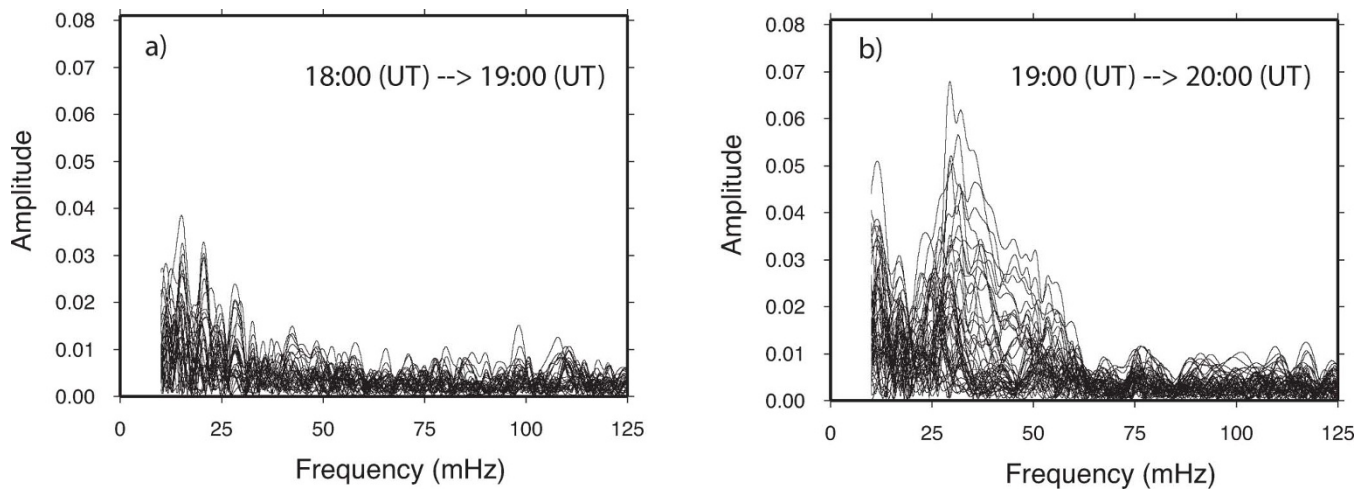 a)
18:00 (UT) --> 19:00 (UT)
0.08
0.07
0.06
0.05
0.04
0.03
0.02
0.01
0.00
Amplitude
0 25 50 75 100 125
Frequency (mHz)
b)
19:00 (UT) --> 20:00 (UT)
0.08
0.07
0.06
0.05
0.04
0.03
0.02
0.01
0.00
Amplitude
0 25 50 75 100 125
Frequency (mHz)